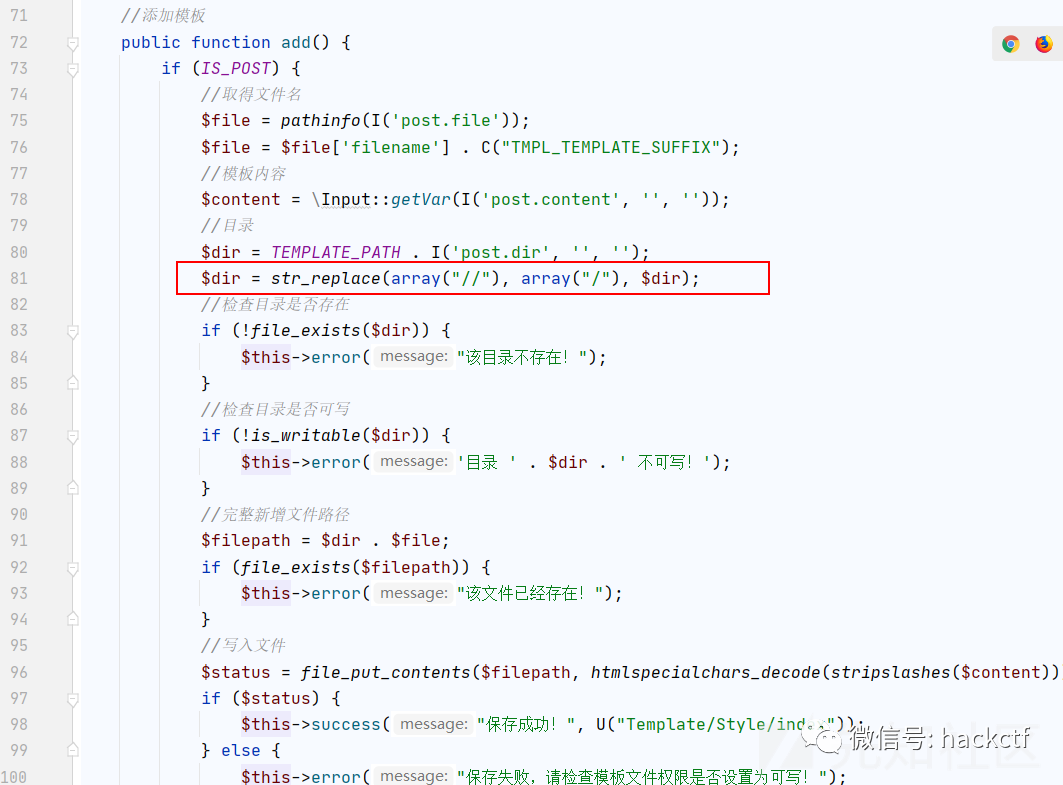 71 //添加模板
72 public function add() {
73 if (IS_POST) {
74 //取得文件名
75 $file = pathinfo(I('post.file'));
76 $file = $file['filename'] . C("TMPL_TEMPLATE_SUFFIX");
77 //模板内容
78 $content = \Input::getVar(I('post.content', '', ''));
79 //目录
80 $dir = TEMPLATE_PATH . I('post.dir', '', '');
81 $dir = str_replace(array("//"), array("/"), $dir);
82 //检查目录是否存在
83 if (!file_exists($dir)) {
84 $this->error( message: "该目录不存在！");
85 }
86 //检查目录是否可写
87 if (!is_writable($dir)) {
88 $this->error( message: '目录 ' . $dir . ' 不可写！');
89 }
90 //完整新增文件路径
91 $filepath = $dir . $file;
92 if (file_exists($filepath)) {
93 $this->error( message: "该文件已经存在！");
94 }
95 //写入文件
96 $status = file_put_contents($filepath, htmlspecialchars_decode(stripslashes($content))
97 if ($status) {
98 $this->success( message: "保存成功！", U("Template/Style/index"));
99 } else {
100 $this->error( message: "保存失败，请检查模板文件权限是否设置为可写！");
微信号: hackctf
先知社区